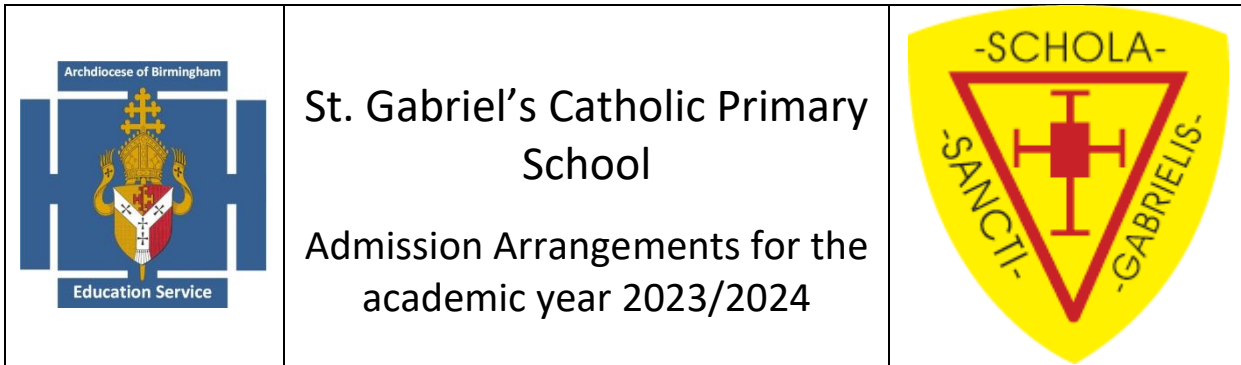 Archdiocese of Birmingham
Education Service
St. Gabriel’s Catholic Primary
School
Admission Arrangements for the
academic year 2023/2024
-SCHOLA-
-SANCTI-
-GABRIELIS-